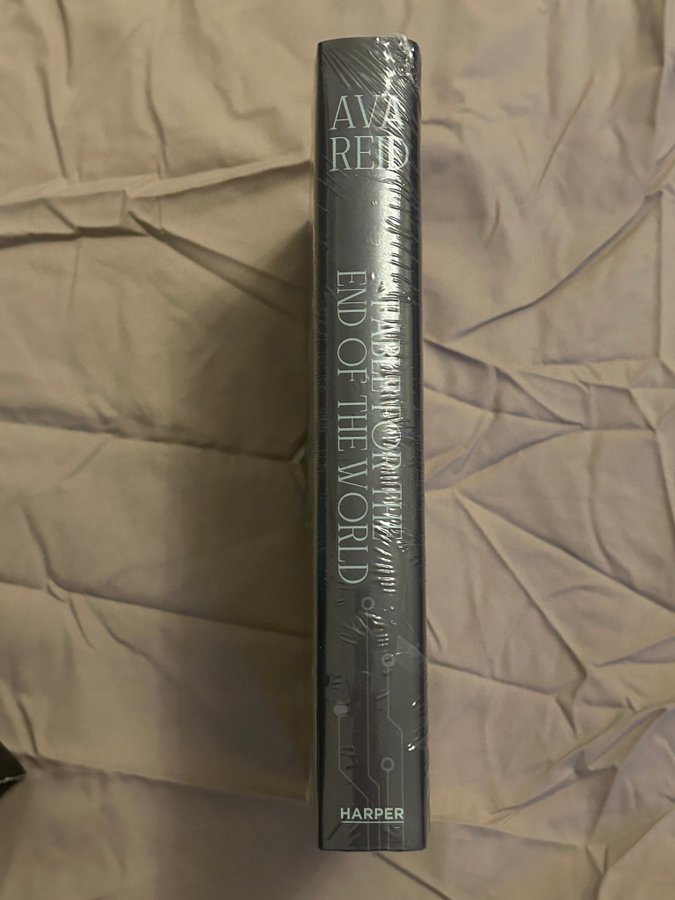 AVA
REID
FABLE FOR THE
END OF THE WORLD
HARPER